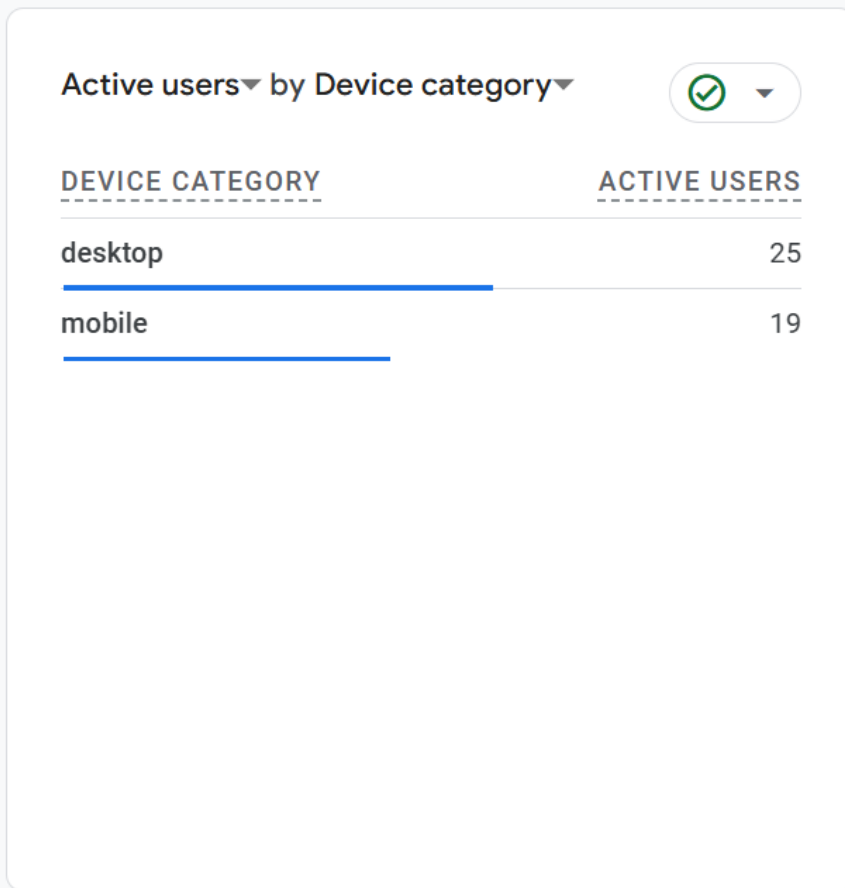 Active users by Device category
DEVICE CATEGORY ACTIVE USERS
desktop 25
mobile 19